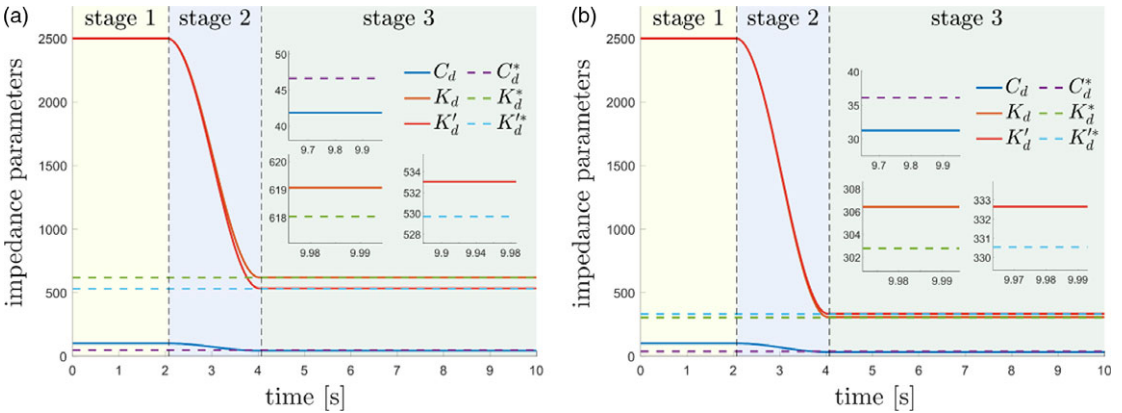 (a)
stage 1 stage 2 stage 3
impedance parameters
2500
2000
1500
1000
500
0
0 1 2 3 4 5 6 7 8 9 10
time [s]
50
45
40
9.7 9.8 9.9
C_d C_d^*
K_d K_d^*
K'_d K'^*_d
620
619
618
9.98 9.99
534
532
530
528
9.9 9.94 9.98
(b)
stage 1 stage 2 stage 3
impedance parameters
2500
2000
1500
1000
500
0
0 1 2 3 4 5 6 7 8 9 10
time [s]
40
35
30
9.7 9.8 9.9
C_d C_d^*
K_d K_d^*
K'_d K'^*_d
308
306
304
302
9.98 9.99
333
332
331
330
9.97 9.98 9.99